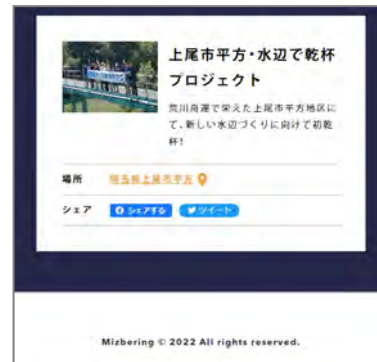 上尾市平方・水辺で乾杯
プロジェクト
荒川舟運で栄えた上尾市平方地区に
て、新しい水辺づくりに向けて初乾
杯！
場所
埼玉県上尾市平方
シェア
シェアする
ツイート
Mizbering © 2022 All rights reserved.